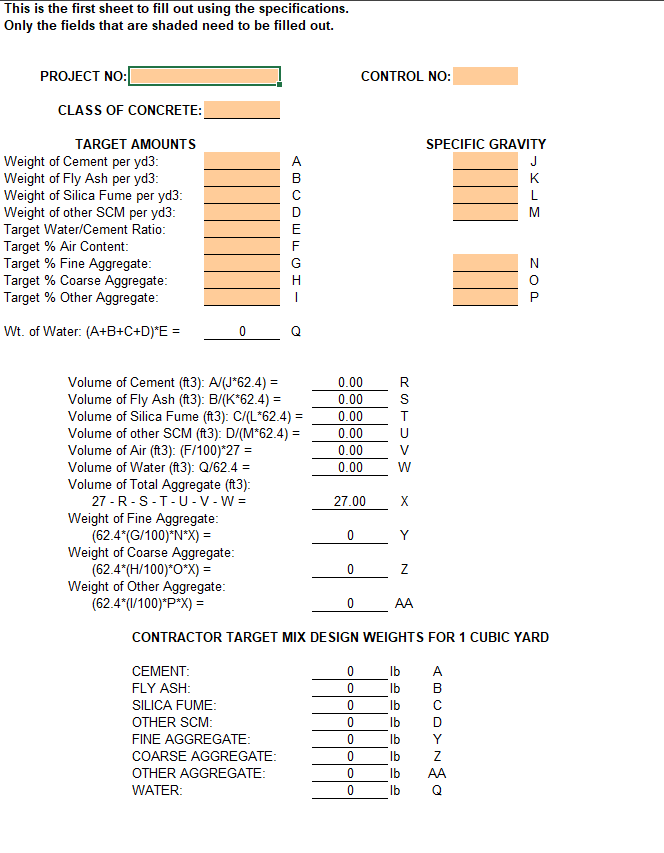 This is the first sheet to fill out using the specifications.
Only the fields that are shaded need to be filled out.
PROJECT NO: CONTROL NO:
CLASS OF CONCRETE:
TARGET AMOUNTS SPECIFIC GRAVITY
Weight of Cement per yd3: A J
Weight of Fly Ash per yd3: B K
Weight of Silica Fume per yd3: C L
Weight of other SCM per yd3: D M
Target Water/Cement Ratio: E
Target % Air Content: F
Target % Fine Aggregate: G N
Target % Coarse Aggregate: H O
Target % Other Aggregate: I P
Wt. of Water: (A+B+C+D)*E = 0 Q
Volume of Cement (ft3): A/(J*62.4) = 0.00 R
Volume of Fly Ash (ft3): B/(K*62.4) = 0.00 S
Volume of Silica Fume (ft3): C/(L*62.4) = 0.00 T
Volume of other SCM (ft3): D/(M*62.4) = 0.00 U
Volume of Air (ft3): (F/100)*27 = 0.00 V
Volume of Water (ft3): Q/62.4 = 0.00 W
Volume of Total Aggregate (ft3):
27 - R - S - T - U - V - W = 27.00 X
Weight of Fine Aggregate:
(62.4*(G/100)*N*X) = 0 Y
Weight of Coarse Aggregate:
(62.4*(H/100)*O*X) = 0 Z
Weight of Other Aggregate:
(62.4*(I/100)*P*X) = 0 AA
CONTRACTOR TARGET MIX DESIGN WEIGHTS FOR 1 CUBIC YARD
CEMENT: 0 lb A
FLY ASH: 0 lb B
SILICA FUME: 0 lb C
OTHER SCM: 0 lb D
FINE AGGREGATE: 0 lb Y
COARSE AGGREGATE: 0 lb Z
OTHER AGGREGATE: 0 lb AA
WATER: 0 lb Q